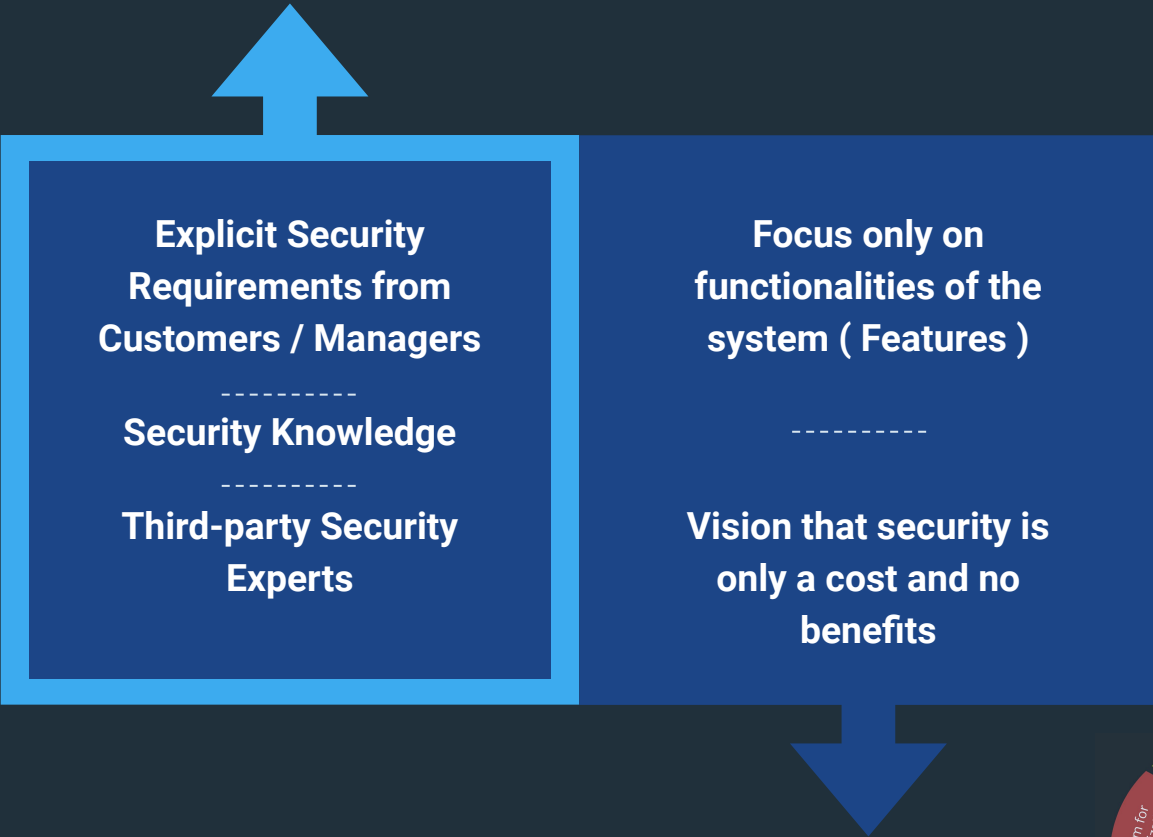 Explicit Security
Requirements from
Customers / Managers
----------
Security Knowledge
----------
Third-party Security
Experts
Focus only on
functionalities of the
system ( Features )
----------
Vision that security is
only a cost and no
benefits
m for